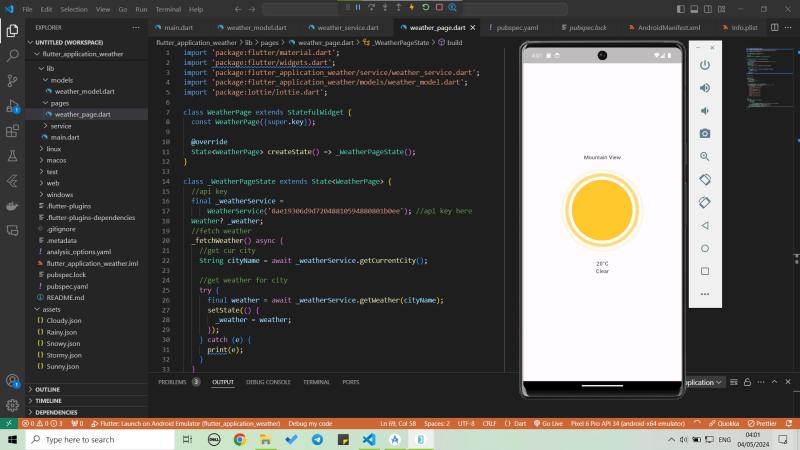 File Edit Selection View Go Run Terminal Help
EXPLORER
UNTITLED (WORKSPACE)
flutter_application_weather
lib
models
weather_model.dart
pages
weather_page.dart
service
main.dart
linux
macos
test
web
windows
.flutter-plugins
.flutter-plugins-dependencies
.gitignore
.metadata
analysis_options.yaml
flutter_application_weather.iml
pubspec.lock
pubspec.yaml
README.md
assets
Cloudy.json
Rainy.json
Snowy.json
Stormy.json
Sunny.json
OUTLINE
TIMELINE
DEPENDENCIES
main.dart weather_model.dart weather_service.dart weather_page.dart pubspec.yaml pubspec.lock AndroidManifest.xml Info.plist
flutter_application_weather > lib > pages > weather_page.dart > _WeatherPageState > build
1 import 'package:flutter/material.dart';
2 import 'package:flutter/widgets.dart';
3 import 'package:flutter_application_weather/service/weather_service.dart';
4 import 'package:flutter_application_weather/models/weather_model.dart';
5 import 'package:lottie/lottie.dart';
6
7 class WeatherPage extends StatefulWidget {
8 const WeatherPage({super.key});
9
10 @override
11 State<WeatherPage> createState() => _WeatherPageState();
12 }
13
14 class _WeatherPageState extends State<WeatherPage> {
15 //api key
16 final _weatherService =
17 WeatherService('8ae19306d9d72048810594880801b0ee'); //api key here
18 Weather? _weather;
19 //fetch weather
20 _fetchWeather() async {
21 //get cur city
22 String cityName = await _weatherService.getCurrentCity();
23
24 //get weather for city
25 try {
26 final weather = await _weatherService.getWeather(cityName);
27 setState(() {
28 _weather = weather;
29 });
30 } catch (e) {
31 print(e);
32 }
33 }
4:01
Mountain View
20°C
Clear
PROBLEMS 3 OUTPUT DEBUG CONSOLE TERMINAL PORTS
pplication
0 0 3 0 Flutter: Launch on Android Emulator (flutter_application_weather) Debug my code Ln 69, Col 58 Spaces: 2 UTF-8 CRLF {} Dart Go Live Pixel 6 Pro API 34 (android-x64 emulator) Quokka Prettier
Type here to search
DELL
ENG
04:01
04/05/2024